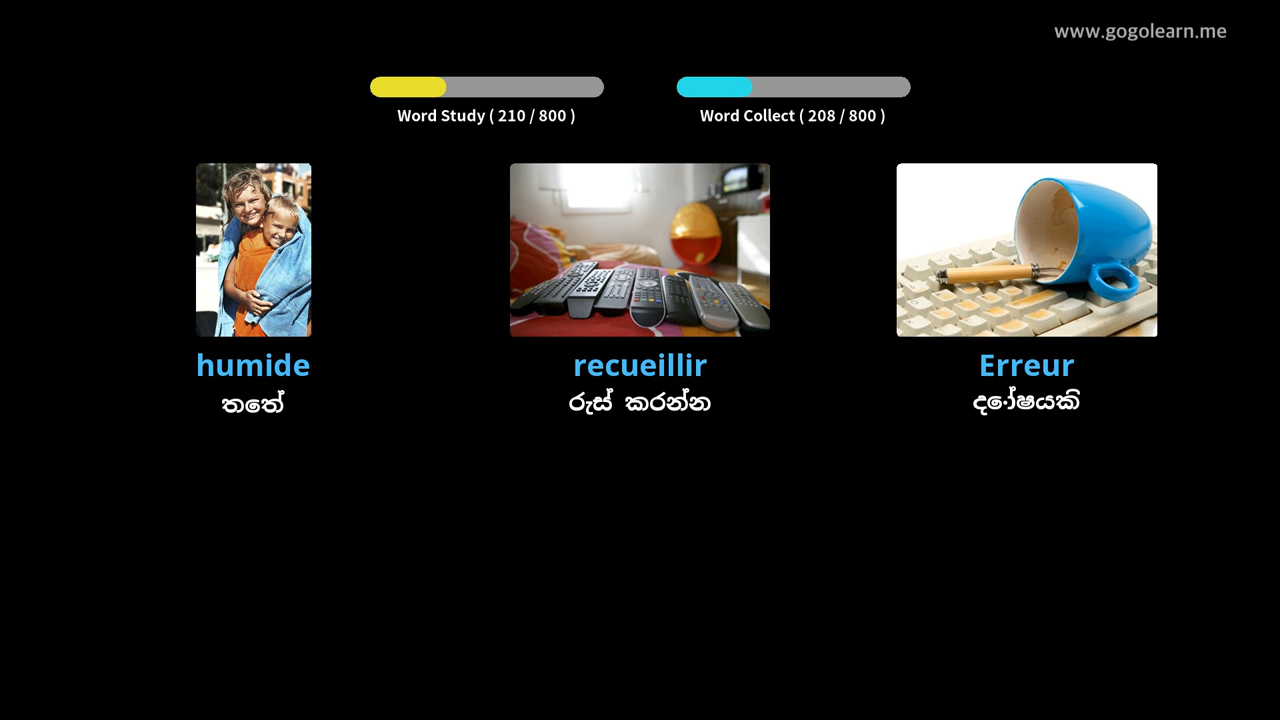 www.gogolearn.me
Word Study ( 210 / 800 )
Word Collect ( 208 / 800 )
humide
තතේ
recueillir
රුස් කරන්න
Erreur
දෝෂයකි